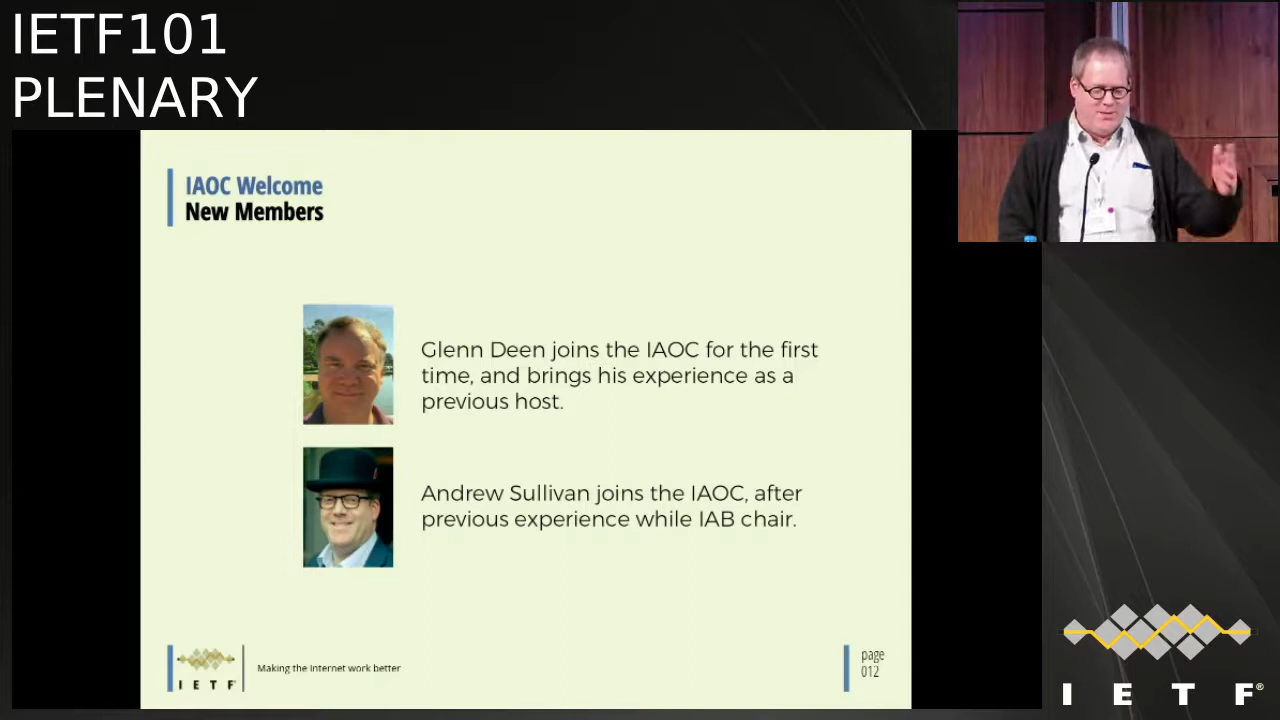 IETF101
PLENARY
IAOC Welcome
New Members
Glenn Deen joins the IAOC for the first
time, and brings his experience as a
previous host.
Andrew Sullivan joins the IAOC, after
previous experience while IAB chair.
I E T F
Making the Internet work better
page
012
I E T F®